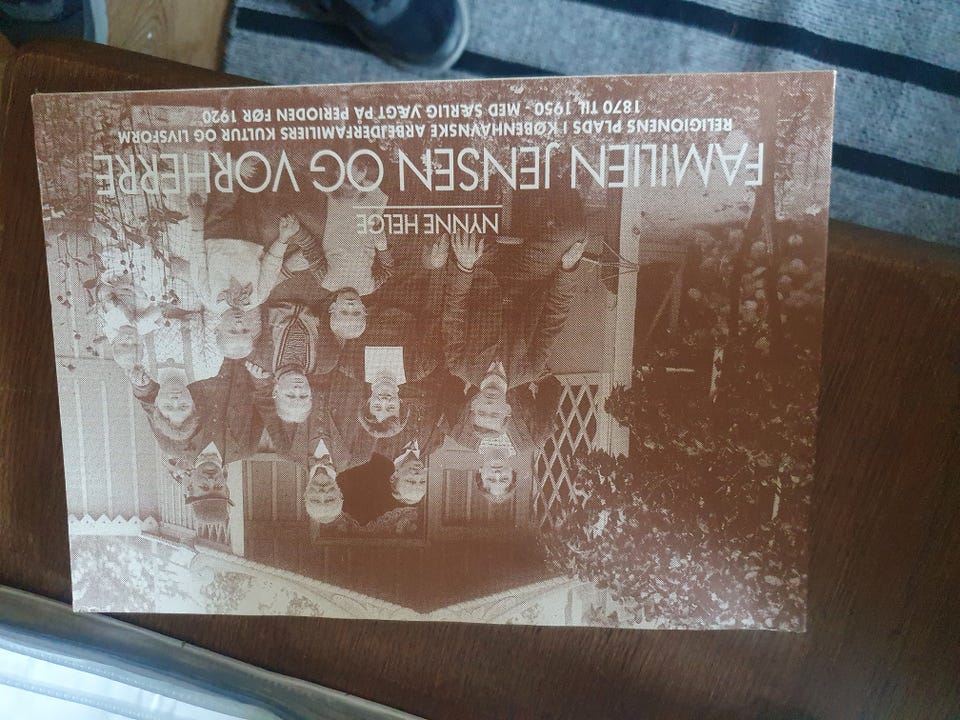 NYNNE HELGE
FAMILIEN JENSEN OG VORHERRE
RELIGIONENS PLADS I KØBENHAVNSKE ARBEJDERFAMILIERS KULTUR OG LIVSFORM
1870 TIL 1950 - MED SÆRLIG VÆGT PÅ PERIODEN FØR 1920